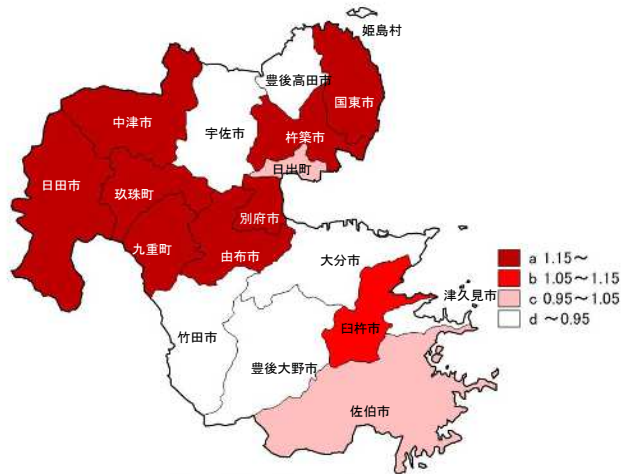 姫島村
豊後高田市
国東市
中津市
宇佐市
杵築市
日出町
日田市
玖珠町
別府市
九重町
由布市
大分市
a 1.15～
b 1.05～1.15
c 0.95～1.05
d ～0.95
津久見市
臼杵市
竹田市
豊後大野市
佐伯市